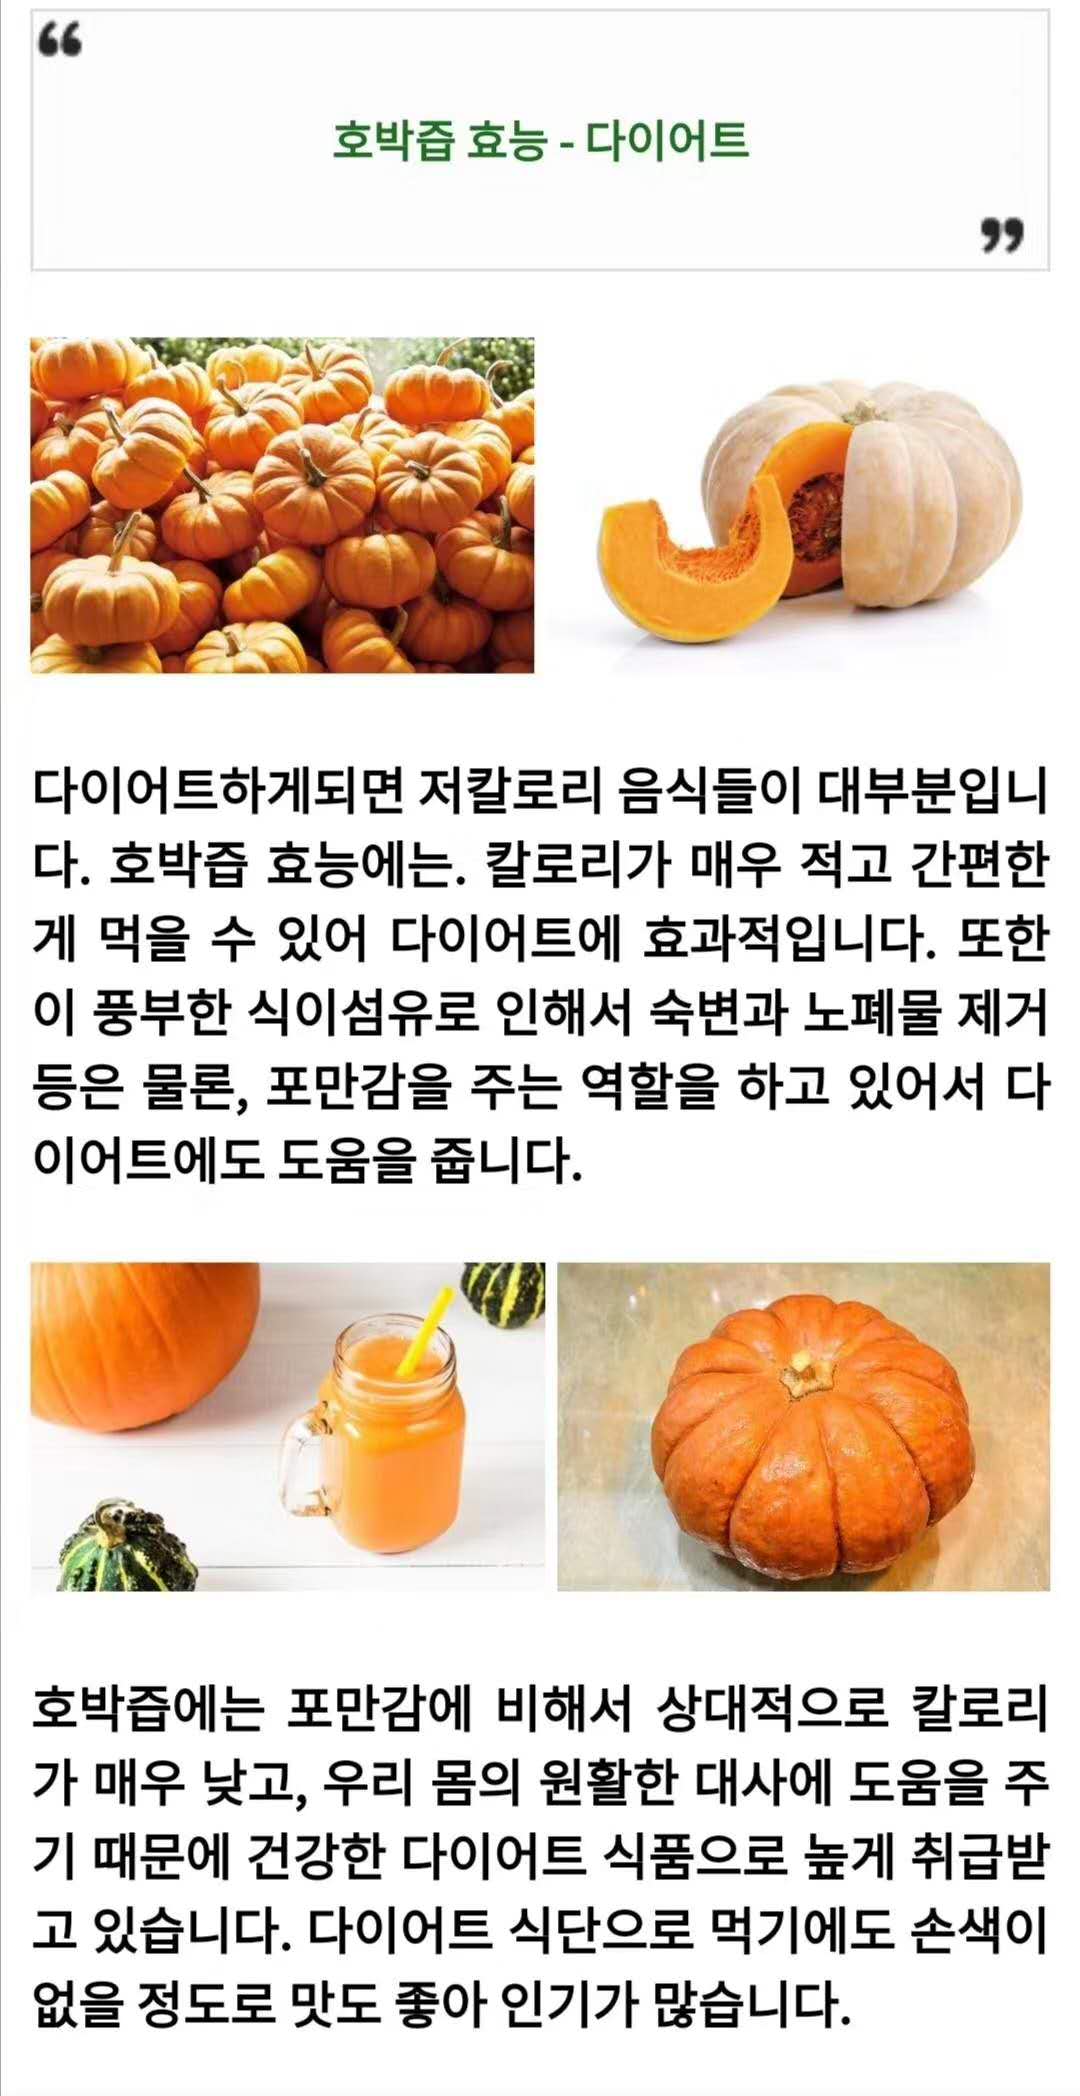 “
호박즙 효능 - 다이어트
”
다이어트하게되면 저칼로리 음식들이 대부분입니
다. 호박즙 효능에는. 칼로리가 매우 적고 간편한
게 먹을 수 있어 다이어트에 효과적입니다. 또한
이 풍부한 식이섬유로 인해서 숙변과 노폐물 제거
등은 물론, 포만감을 주는 역할을 하고 있어서 다
이어트에도 도움을 줍니다.
호박즙에는 포만감에 비해서 상대적으로 칼로리
가 매우 낮고, 우리 몸의 원활한 대사에 도움을 주
기 때문에 건강한 다이어트 식품으로 높게 취급받
고 있습니다. 다이어트 식단으로 먹기에도 손색이
없을 정도로 맛도 좋아 인기가 많습니다.